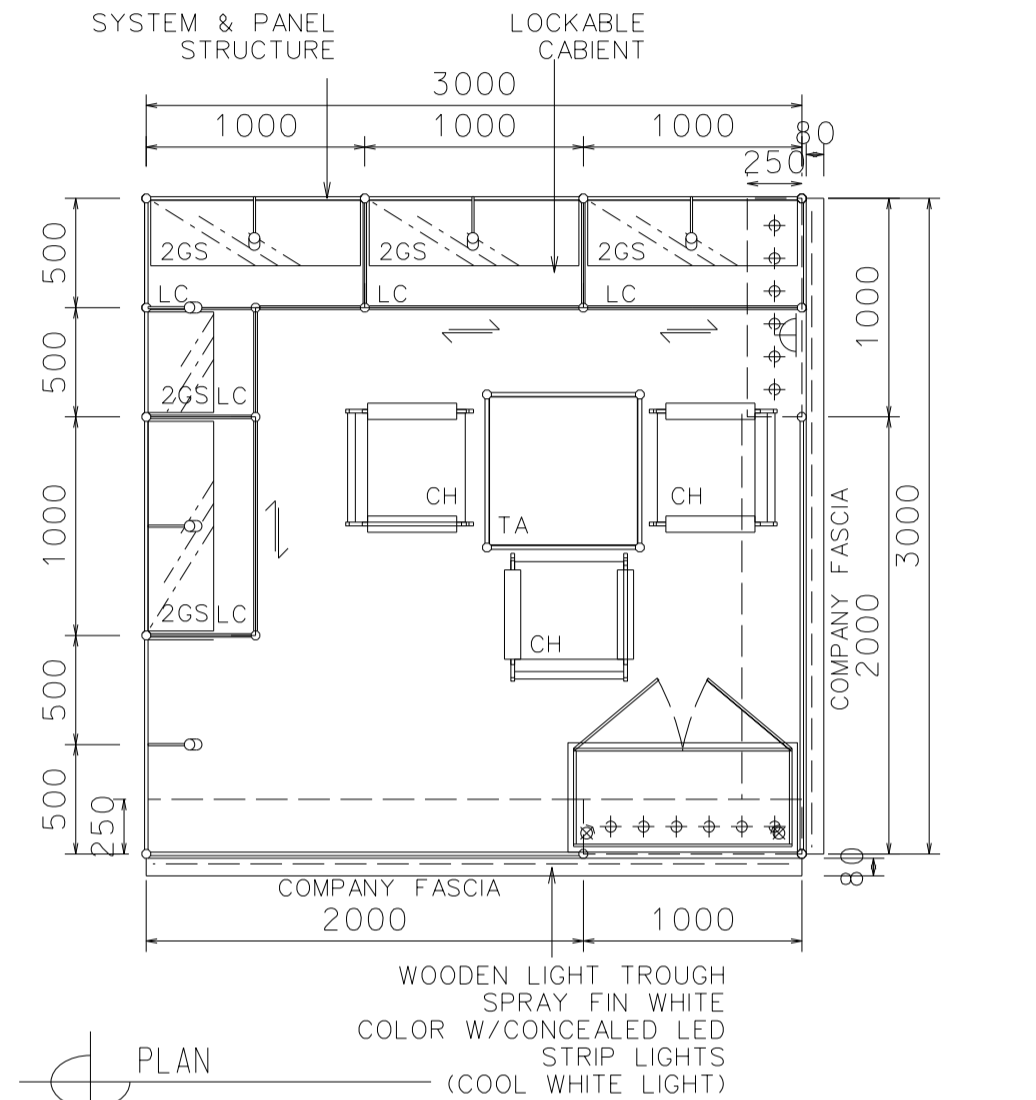 SYSTEM & PANEL
STRUCTURE
LOCKABLE
CABIENT
3000
1000
1000
1000
80
250
500
500
1000
500
500
250
2GS
2GS
2GS
LC
LC
LC
2GS LC
2GS LC
CH
TA
CH
CH
1000
2000
3000
COMPANY FASCIA
80
COMPANY FASCIA
2000
1000
WOODEN LIGHT TROUGH
SPRAY FIN WHITE
COLOR W/CONCEALED LED
STRIP LIGHTS
(COOL WHITE LIGHT)
PLAN